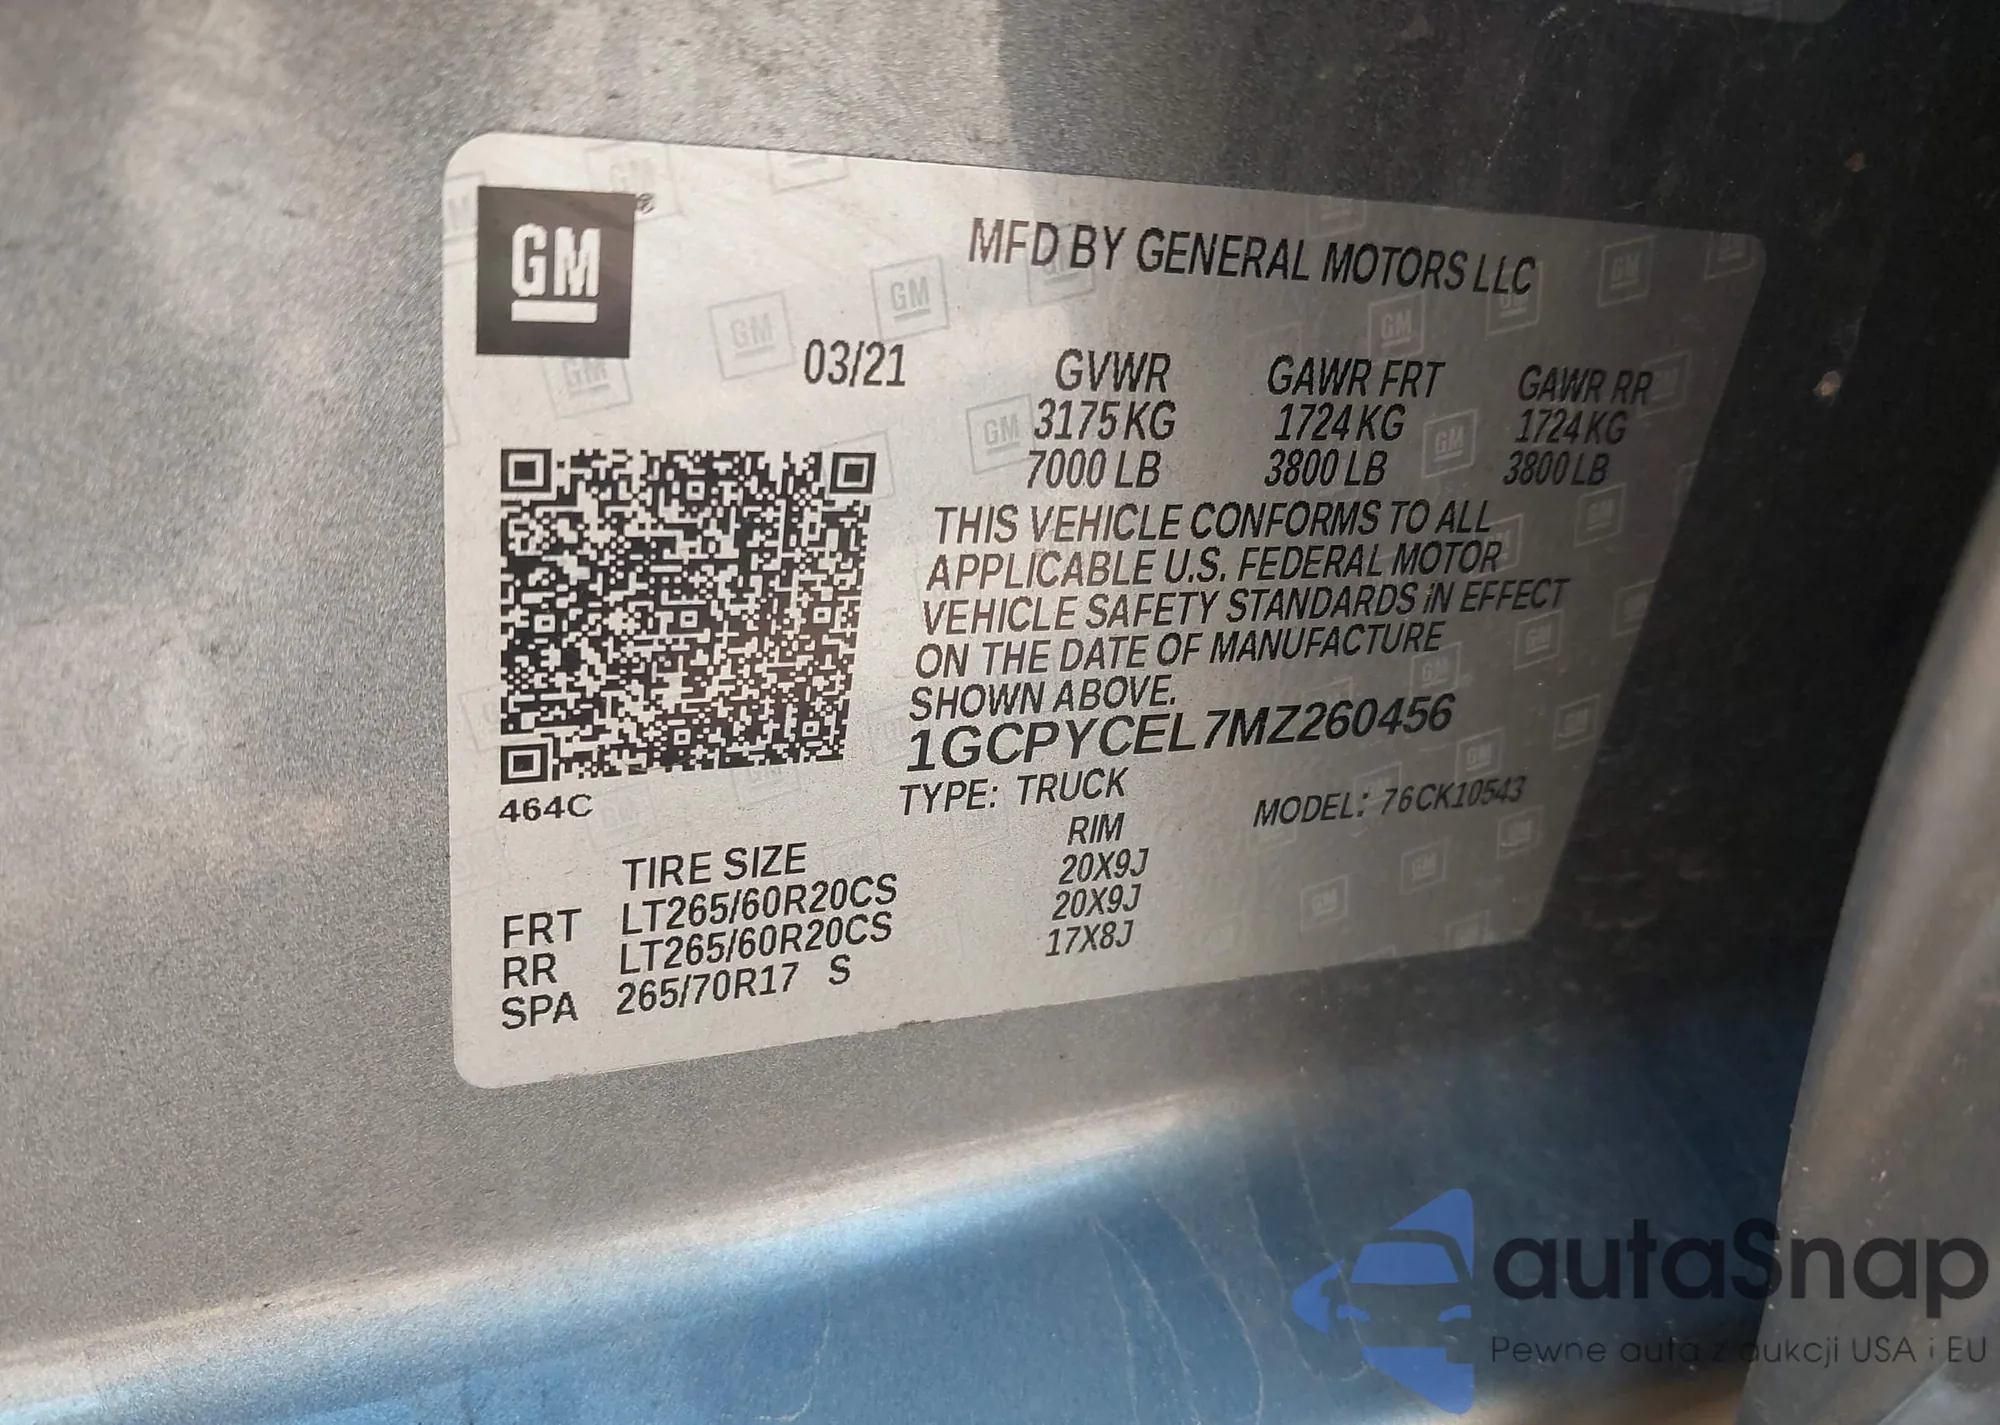 GM®
MFD BY GENERAL MOTORS LLC
03/21
GVWR GAWR FRT GAWR RR
3175 KG 1724 KG 1724 KG
7000 LB 3800 LB 3800 LB
THIS VEHICLE CONFORMS TO ALL
APPLICABLE U.S. FEDERAL MOTOR
VEHICLE SAFETY STANDARDS IN EFFECT
ON THE DATE OF MANUFACTURE
SHOWN ABOVE.
1GCPYCEL7MZ260456
464C
TYPE: TRUCK MODEL: 76CK10543
TIRE SIZE RIM
FRT LT265/60R20CS 20X9J
RR LT265/60R20CS 20X9J
SPA 265/70R17 S 17X8J
autaSnap
Pewne auta z aukcji USA i EU